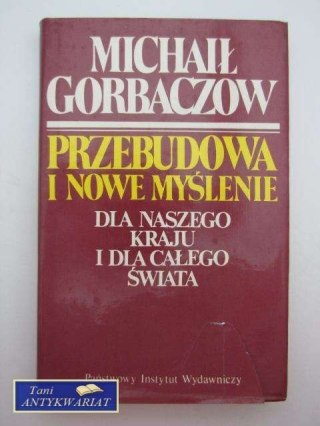 MICHAIŁ
GORBACZOW
PRZEBUDOWA
I NOWE MYŚLENIE
DLA NASZEGO
KRAJU
I DLA CAŁEGO
ŚWIATA
Państwowy Instytut Wydawniczy
Tani
ANTYKWARIAT